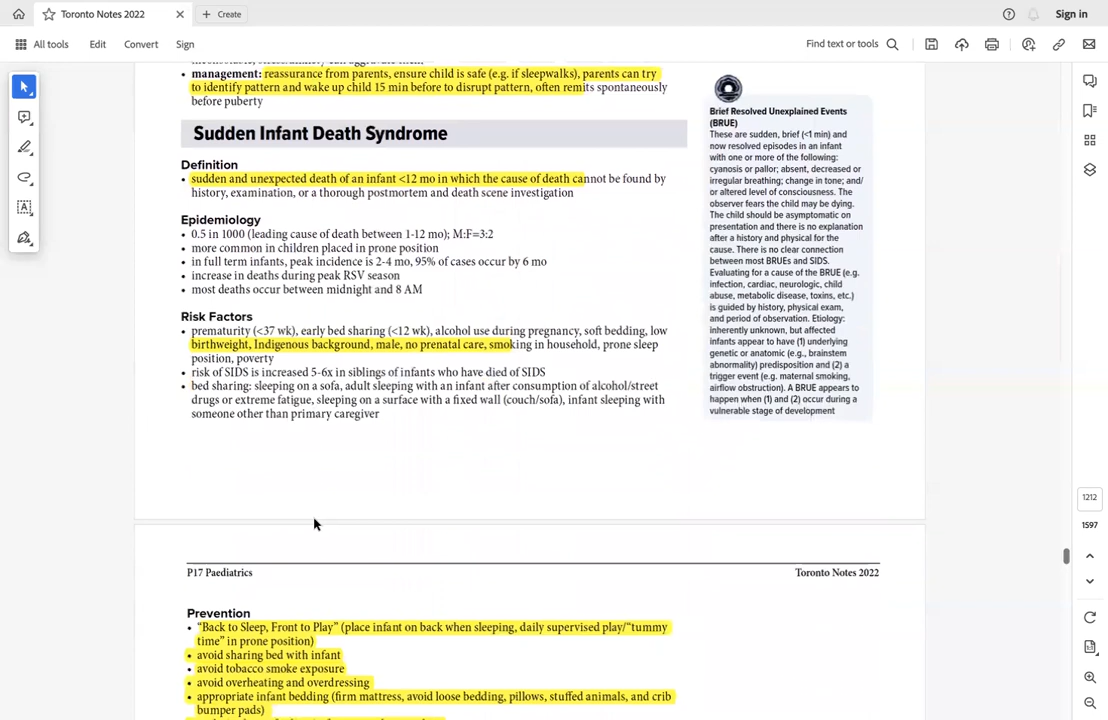 Toronto Notes 2022
Create
Sign in
All tools
Edit
Convert
Sign
Find text or tools
• management: reassurance from parents, ensure child is safe (e.g. if sleepwalks), parents can try
to identify pattern and wake up child 15 min before to disrupt pattern, often remits spontaneously
before puberty
Sudden Infant Death Syndrome
Definition
• sudden and unexpected death of an infant <12 mo in which the cause of death cannot be found by
history, examination, or a thorough postmortem and death scene investigation
Epidemiology
• 0.5 in 1000 (leading cause of death between 1-12 mo); M:F=3:2
• more common in children placed in prone position
• in full term infants, peak incidence is 2-4 mo, 95% of cases occur by 6 mo
• increase in deaths during peak RSV season
• most deaths occur between midnight and 8 AM
Risk Factors
• prematurity (<37 wk), early bed sharing (<12 wk), alcohol use during pregnancy, soft bedding, low
birthweight, Indigenous background, male, no prenatal care, smoking in household, prone sleep
position, poverty
• risk of SIDS is increased 5-6x in siblings of infants who have died of SIDS
• bed sharing: sleeping on a sofa, adult sleeping with an infant after consumption of alcohol/street
drugs or extreme fatigue, sleeping on a surface with a fixed wall (couch/sofa), infant sleeping with
someone other than primary caregiver
Brief Resolved Unexplained Events
(BRUE)
These are sudden, brief (<1 min) and
now resolved episodes in an infant
with one or more of the following:
cyanosis or pallor; absent, decreased or
irregular breathing; change in tone; and/
or altered level of consciousness. The
observer fears the child may be dying.
The child should be asymptomatic on
presentation and there is no explanation
after a history and physical for the
cause. There is no clear connection
between most BRUEs and SIDS.
Evaluating for a cause of the BRUE (e.g.
infection, cardiac, neurologic, child
abuse, metabolic disease, toxins, etc.)
is guided by history, physical exam,
and period of observation. Etiology:
inherently unknown, but affected
infants appear to have (1) underlying
genetic or anatomic (e.g., brainstem
abnormality) predisposition and (2) a
trigger event (e.g. maternal smoking,
airflow obstruction). A BRUE appears to
happen when (1) and (2) occur during a
vulnerable stage of development
1212
1597
P17 Paediatrics
Toronto Notes 2022
Prevention
• "Back to Sleep, Front to Play" (place infant on back when sleeping, daily supervised play/"tummy
time" in prone position)
• avoid sharing bed with infant
• avoid tobacco smoke exposure
• avoid overheating and overdressing
• appropriate infant bedding (firm mattress, avoid loose bedding, pillows, stuffed animals, and crib
bumper pads)